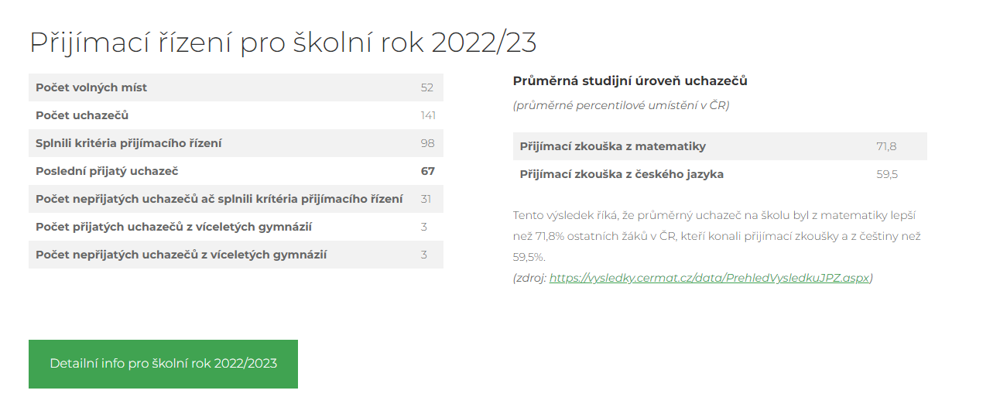 Přijímací řízení pro školní rok 2022/23
Počet volných míst 52
Počet uchazečů 141
Splnili kritéria přijímacího řízení 98
Poslední přijatý uchazeč 67
Počet nepřijatých uchazečů ač splnili krítéria přijímacího řízení 31
Počet přijatých uchazečů z víceletých gymnázií 3
Počet nepřijatých uchazečů z víceletých gymnázií 3
Průměrná studijní úroveň uchazečů
(průměrné percentilové umístění v ČR)
Přijímací zkouška z matematiky 71,8
Přijímací zkouška z českého jazyka 59,5
Tento výsledek říká, že průměrný uchazeč na školu byl z matematiky lepší
než 71,8% ostatních žáků v ČR, kteří konali přijímací zkoušky a z češtiny než
59,5%.
(zdroj: https://vysledky.cermat.cz/data/PrehledVysledkuJPZ.aspx)
Detailní info pro školní rok 2022/2023